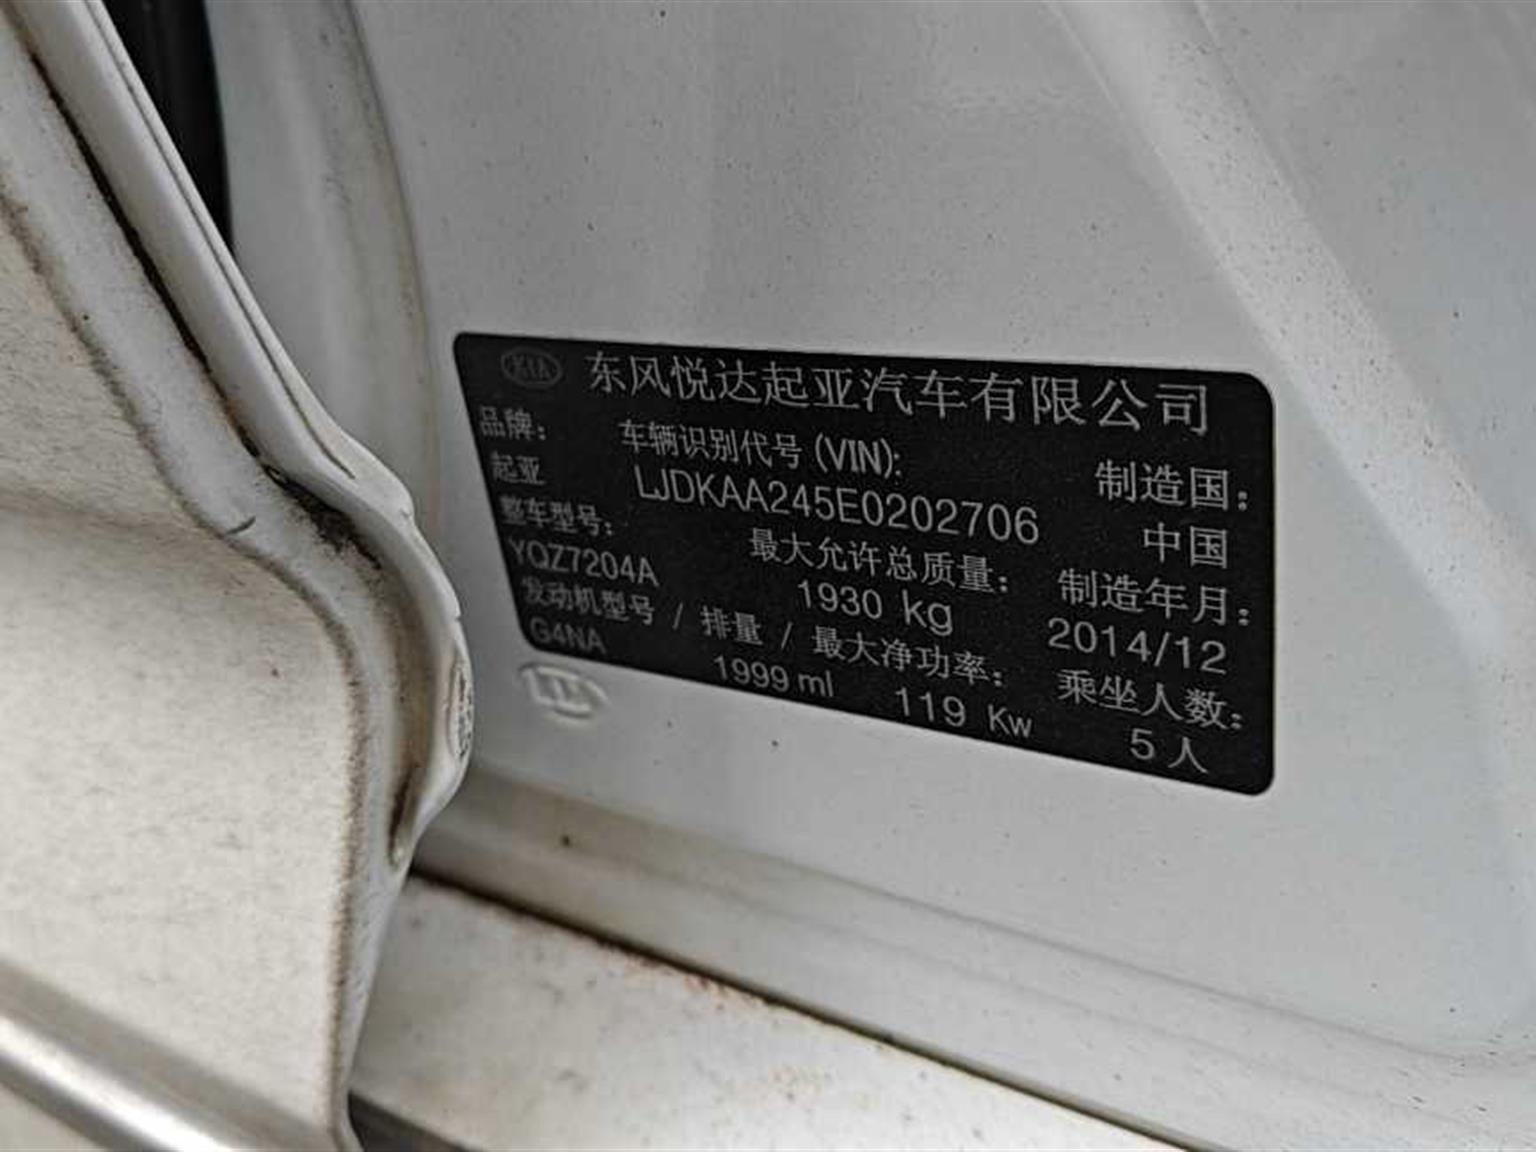 KIA 东风悦达起亚汽车有限公司
品牌: 车辆识别代号 (VIN): 制造国:
起亚 LJDKAA245E0202706 中国
整车型号: 最大允许总质量: 制造年月:
YQZ7204A 1930 kg 2014/12
发动机型号 / 排量 / 最大净功率: 乘坐人数:
G4NA 1999 ml 119 Kw 5 人